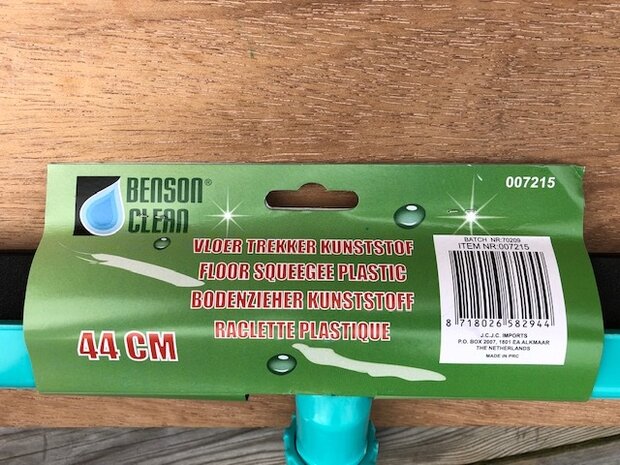 BENSON®
CLEAN
007215
VLOER TREKKER KUNSTSTOF
FLOOR SQUEEGEE PLASTIC
BODENZIEHER KUNSTSTOFF
RACLETTE PLASTIQUE
44 CM
BATCH NR:70209
ITEM NR:007215
8 718026 582944
J.C.J.C. IMPORTS
P.O. BOX 2007, 1801 EA ALKMAAR
THE NETHERLANDS
MADE IN PRC